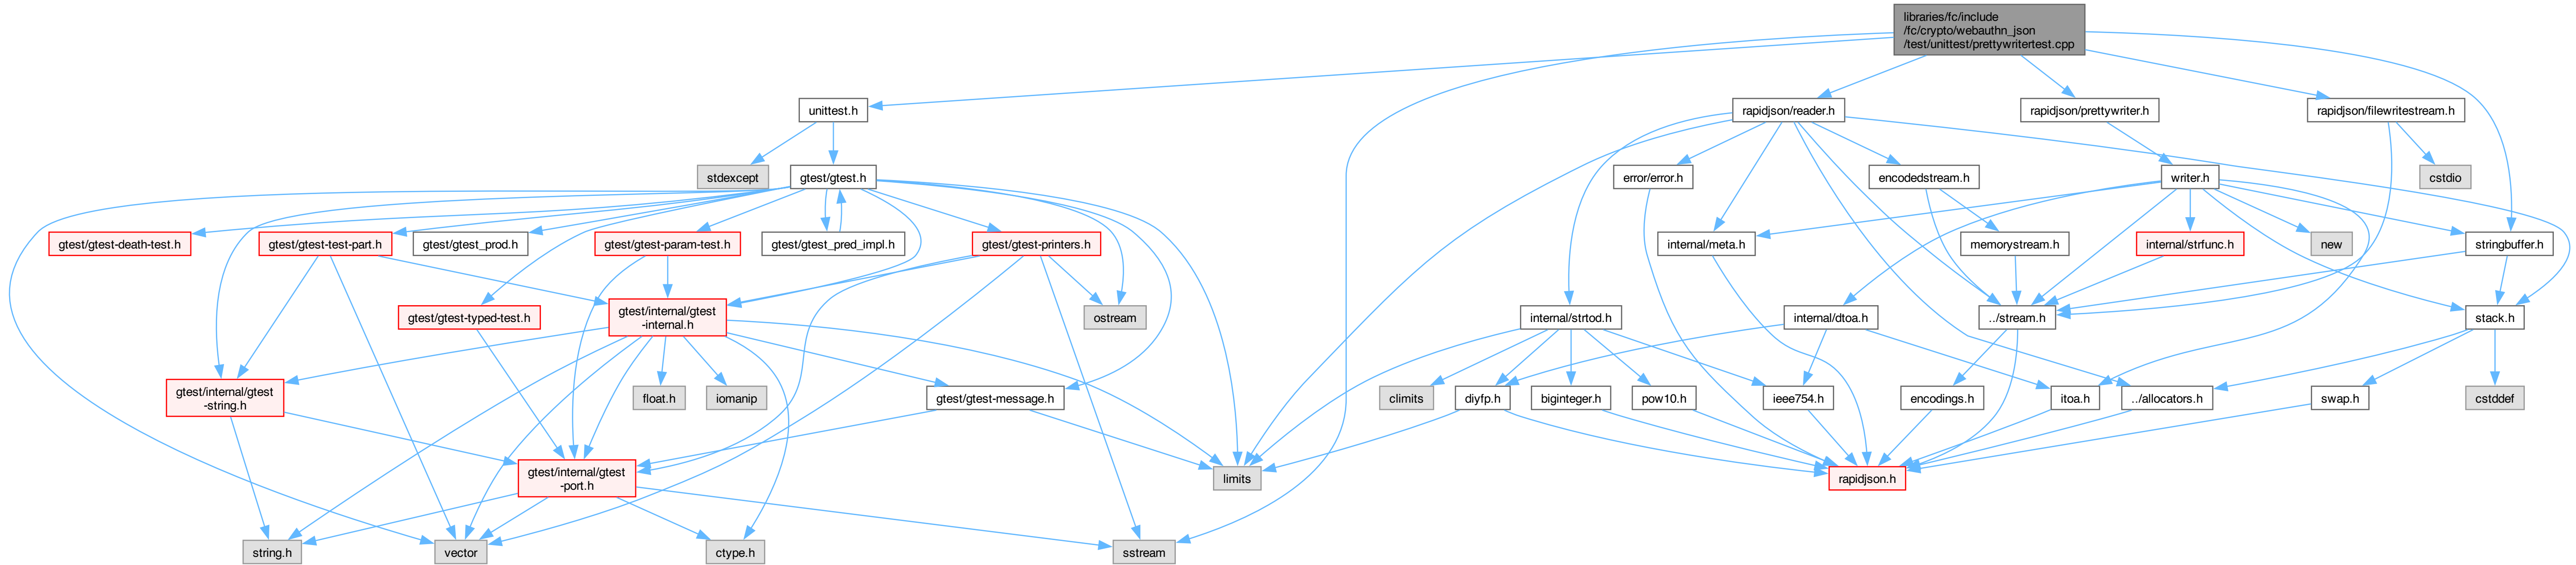 libraries/fc/include
/fc/crypto/webauthn_json
/test/unittest/prettywritertest.cpp
unittest.h
rapidjson/reader.h
rapidjson/prettywriter.h
rapidjson/filewritestream.h
stdexcept
gtest/gtest.h
error/error.h
encodedstream.h
writer.h
cstdio
gtest/gtest-death-test.h
gtest/gtest-test-part.h
gtest/gtest_prod.h
gtest/gtest-param-test.h
gtest/gtest_pred_impl.h
gtest/gtest-printers.h
internal/meta.h
memorystream.h
internal/strfunc.h
new
stringbuffer.h
gtest/gtest-typed-test.h
gtest/internal/gtest
-internal.h
ostream
internal/strtod.h
internal/dtoa.h
../stream.h
stack.h
gtest/internal/gtest
-string.h
float.h
iomanip
gtest/gtest-message.h
climits
diyfp.h
biginteger.h
pow10.h
ieee754.h
encodings.h
itoa.h
../allocators.h
swap.h
cstddef
gtest/internal/gtest
-port.h
limits
rapidjson.h
string.h
vector
ctype.h
sstream